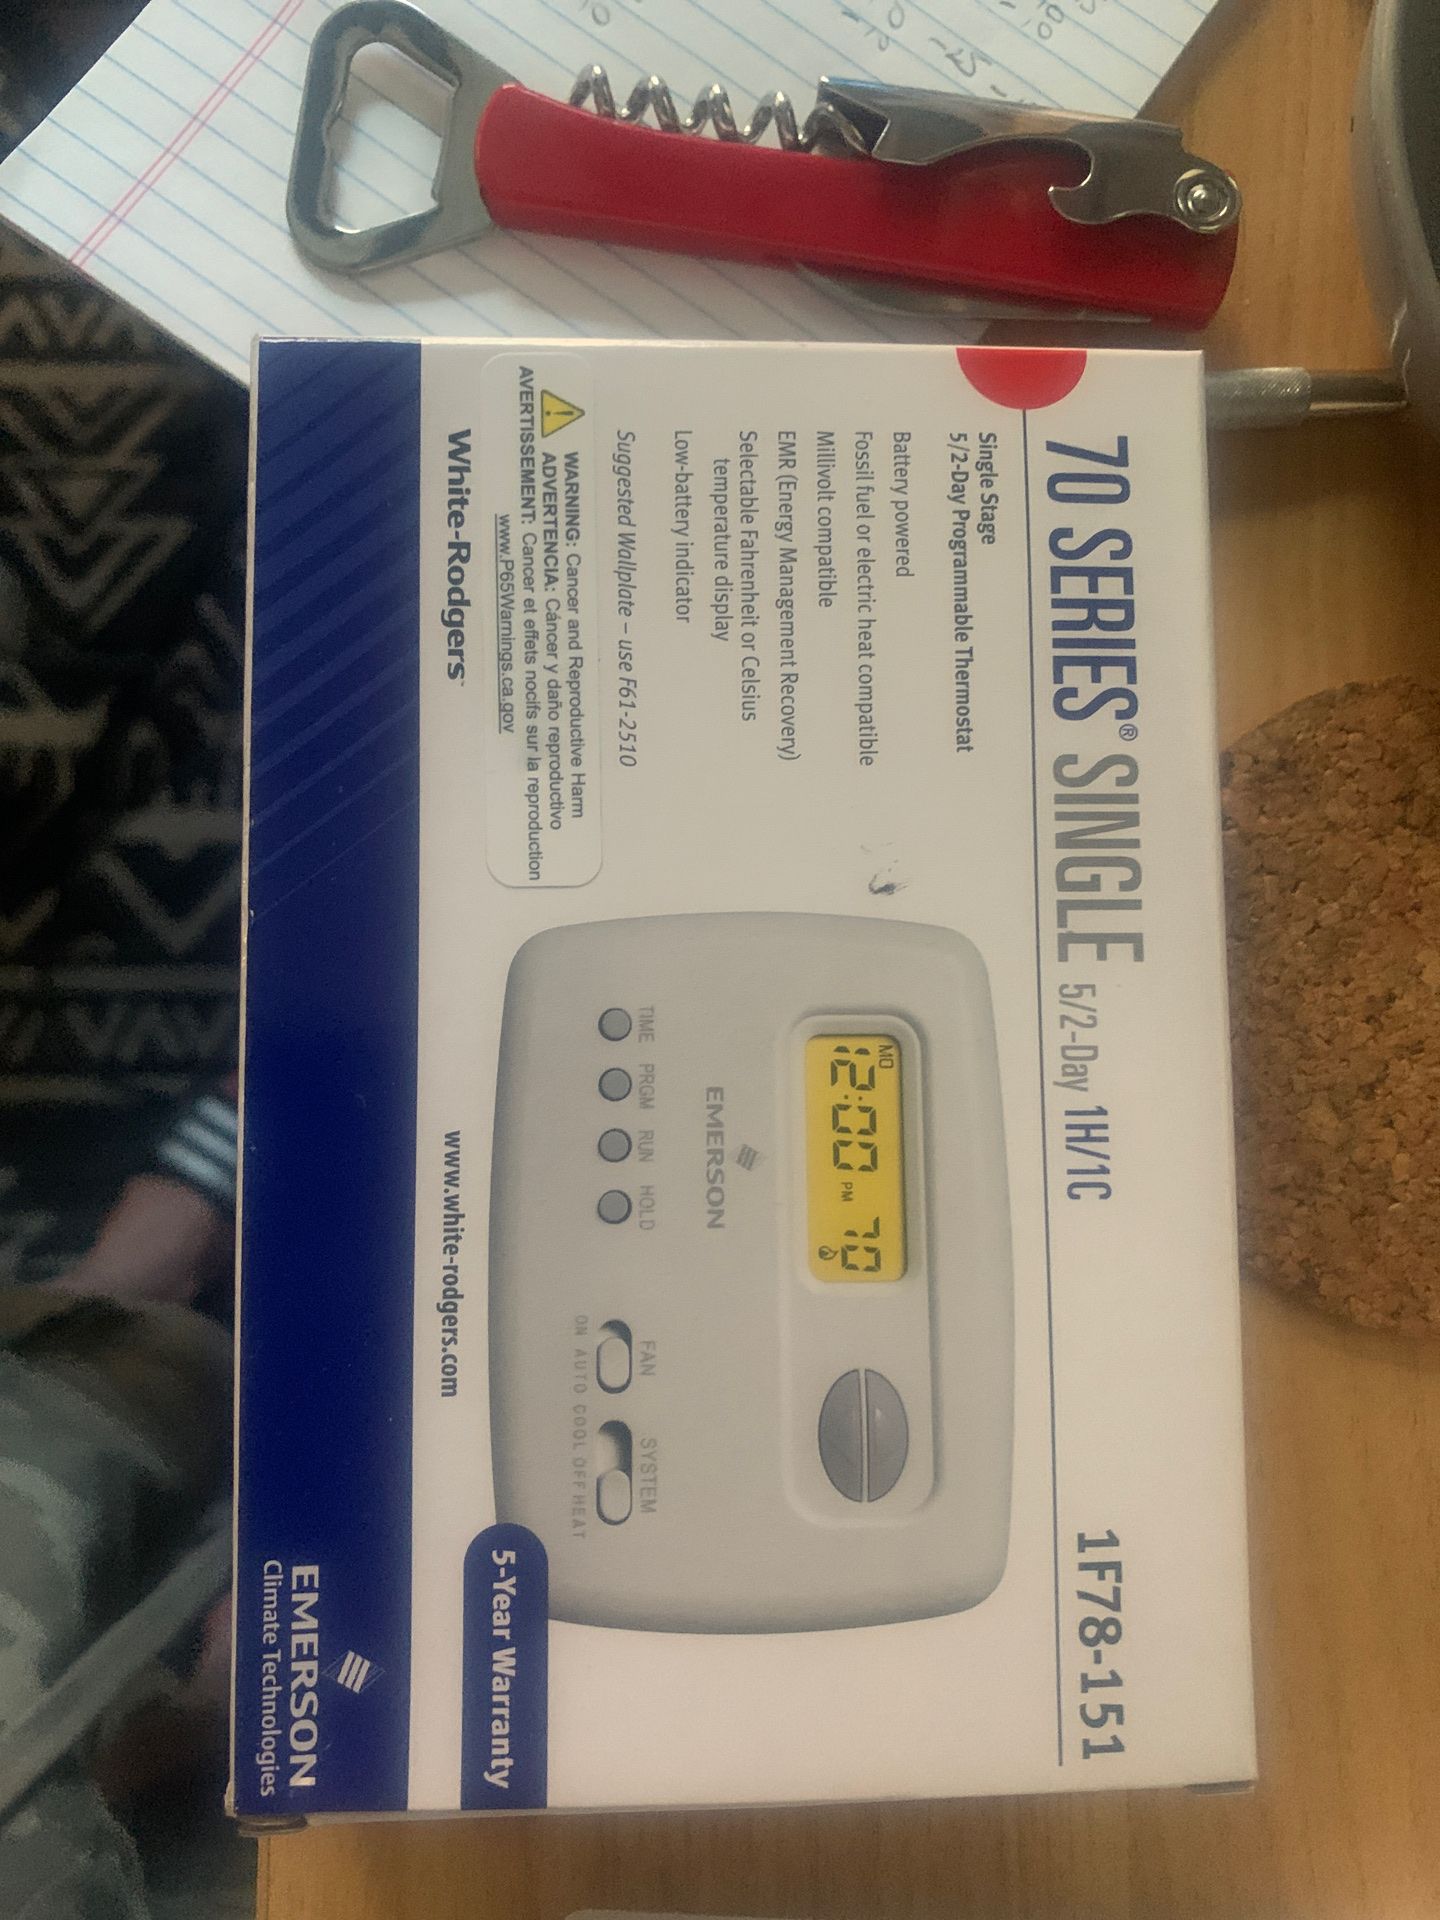 70 SERIES® SINGLE 5/2-Day 1H/1C
1F78-151
Single Stage
5/2-Day Programmable Thermostat
Battery powered
Fossil fuel or electric heat compatible
Millivolt compatible
EMR (Energy Management Recovery)
Selectable Fahrenheit or Celsius
temperature display
Low-battery indicator
Suggested Wallplate – use F61-2510
WARNING: Cancer and Reproductive Harm
ADVERTENCIA: Cáncer y daño reproductivo
AVERTISSEMENT: Cancer et effets nocifs sur la reproduction
www.P65Warnings.ca.gov
MO
12:00 PM 70
EMERSON
TIME PRGM RUN HOLD FAN SYSTEM
ON AUTO COOL OFF HEAT
5-Year Warranty
White-Rodgers™
www.white-rodgers.com
EMERSON
Climate Technologies